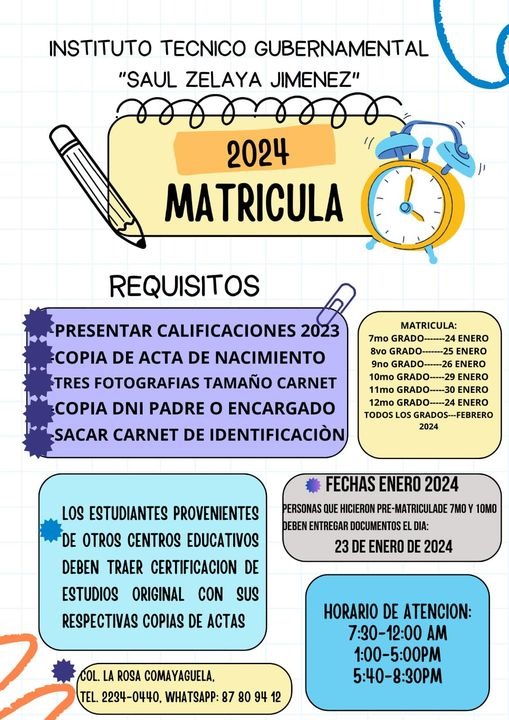 INSTITUTO TECNICO GUBERNAMENTAL
"SAUL ZELAYA JIMENEZ"
2024
MATRICULA
REQUISITOS
PRESENTAR CALIFICACIONES 2023
COPIA DE ACTA DE NACIMIENTO
TRES FOTOGRAFIAS TAMAÑO CARNET
COPIA DNI PADRE O ENCARGADO
SACAR CARNET DE IDENTIFICACIÒN
MATRICULA:
7mo GRADO-------24 ENERO
8vo GRADO-------25 ENERO
9no GRADO------26 ENERO
10mo GRADO-----29 ENERO
11mo GRADO-----30 ENERO
12mo GRADO-----24 ENERO
TODOS LOS GRADOS---FEBRERO
2024
LOS ESTUDIANTES PROVENIENTES
DE OTROS CENTROS EDUCATIVOS
DEBEN TRAER CERTIFICACION DE
ESTUDIOS ORIGINAL CON SUS
RESPECTIVAS COPIAS DE ACTAS
FECHAS ENERO 2024
PERSONAS QUE HICIERON PRE-MATRICULADE 7MO Y 10MO
DEBEN ENTREGAR DOCUMENTOS EL DIA:
23 DE ENERO DE 2024
HORARIO DE ATENCION:
7:30-12:00 AM
1:00-5:00PM
5:40-8:30PM
COL. LA ROSA COMAYAGUELA,
TEL. 2234-0440, WHATSAPP: 87 80 94 12